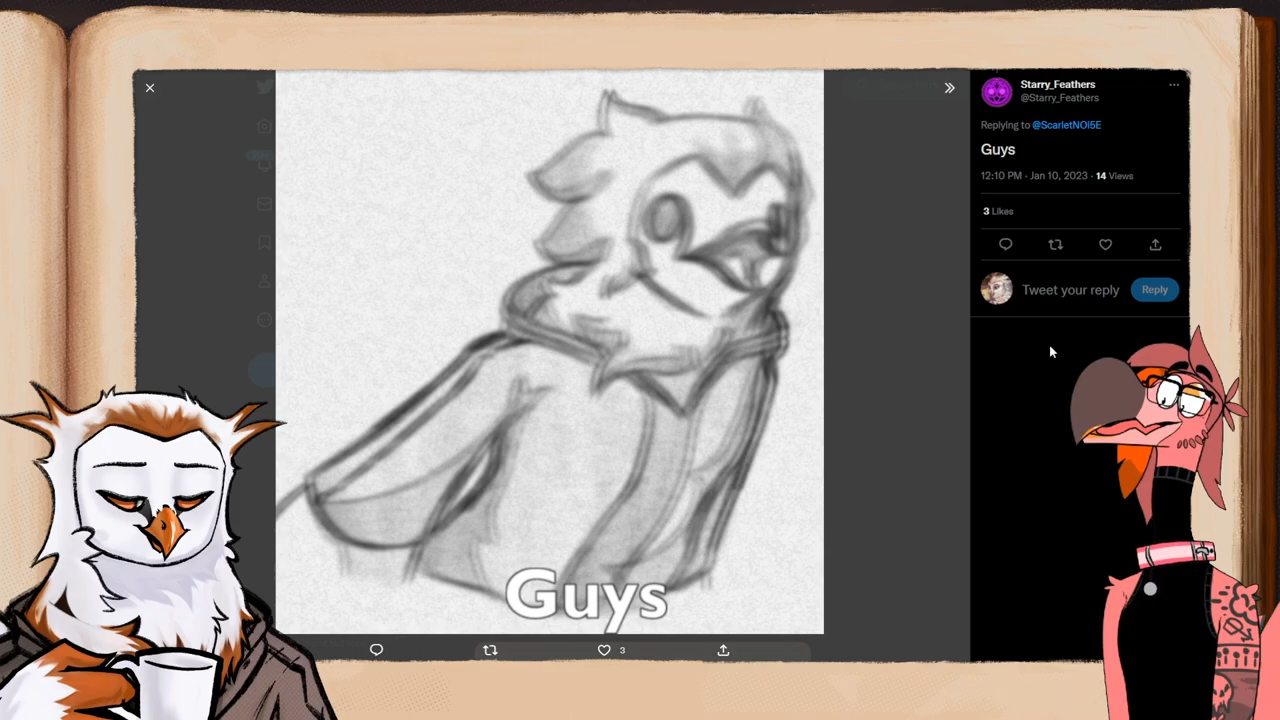 Starry_Feathers
@Starry_Feathers
Replying to @ScarletNOI5E
Guys
12:10 PM · Jan 10, 2023 · 14 Views
3 Likes
Tweet your reply
Reply
Guys
3